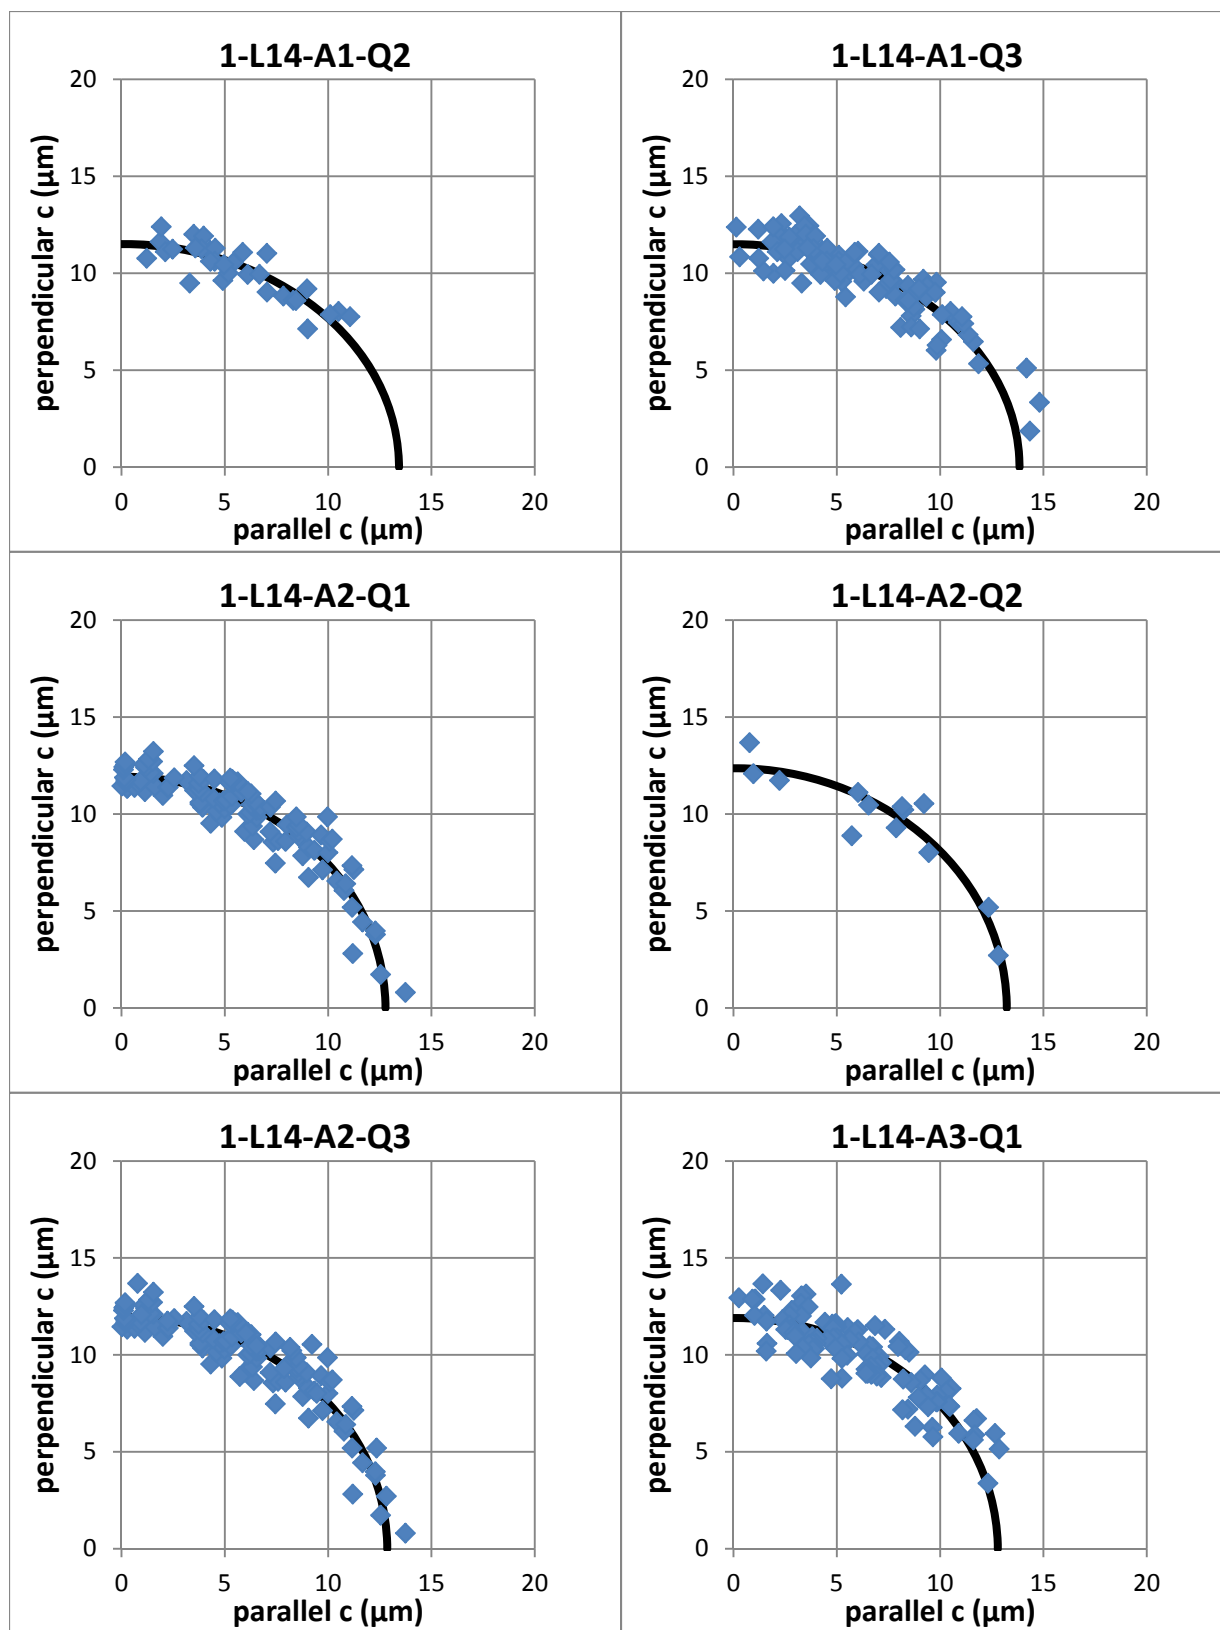 1-L14-A1-Q2
20
15
10
5
0
perpendicular c (µm)
0 5 10 15 20
parallel c (µm)
1-L14-A1-Q3
20
15
10
5
0
perpendicular c (µm)
0 5 10 15 20
parallel c (µm)
1-L14-A2-Q1
20
15
10
5
0
perpendicular c (µm)
0 5 10 15 20
parallel c (µm)
1-L14-A2-Q2
20
15
10
5
0
perpendicular c (µm)
0 5 10 15 20
parallel c (µm)
1-L14-A2-Q3
20
15
10
5
0
perpendicular c (µm)
0 5 10 15 20
parallel c (µm)
1-L14-A3-Q1
20
15
10
5
0
perpendicular c (µm)
0 5 10 15 20
parallel c (µm)